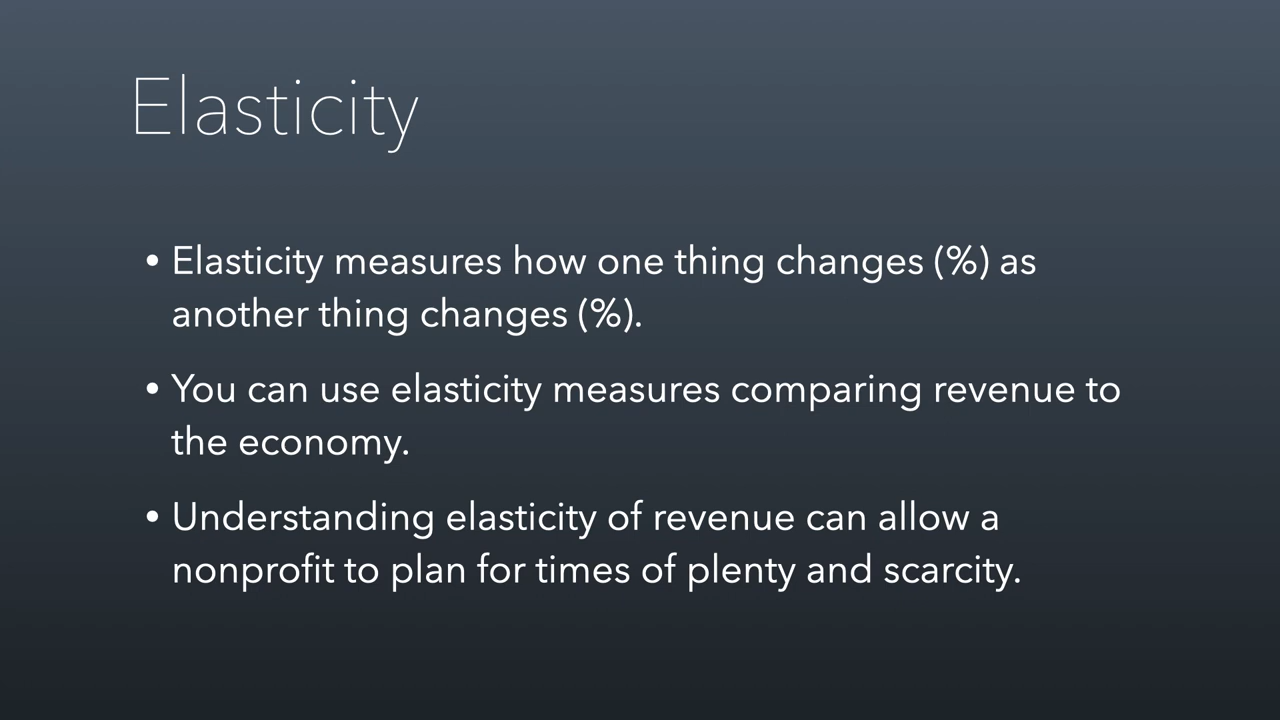 Elasticity
• Elasticity measures how one thing changes (%) as
another thing changes (%).
• You can use elasticity measures comparing revenue to
the economy.
• Understanding elasticity of revenue can allow a
nonprofit to plan for times of plenty and scarcity.